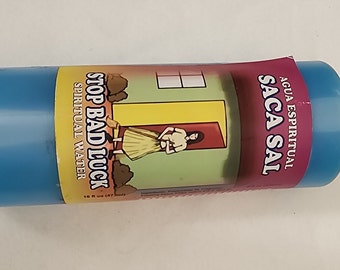 AGUA ESPIRITUAL
SACA SAL
STOP BAD LUCK
SPIRITUAL WATER